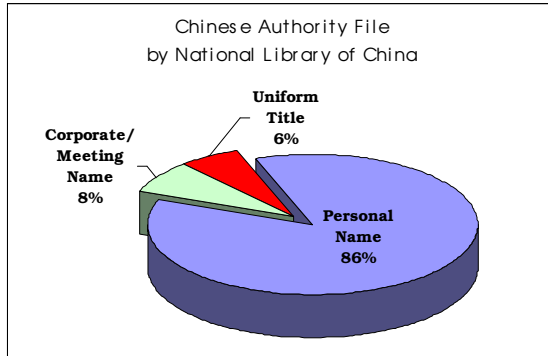 Chinese Authority File
by National Library of China
Uniform
Title
6%
Corporate/
Meeting
Name
8%
Personal
Name
86%